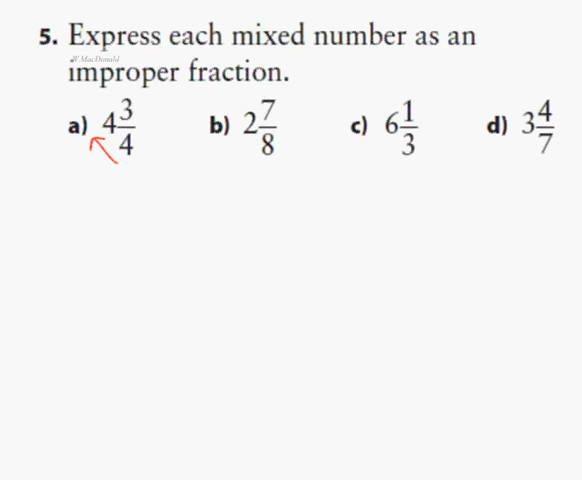 5. Express each mixed number as an
W.MacDonald
improper fraction.
a) 4 3/4 b) 2 7/8 c) 6 1/3 d) 3 4/7